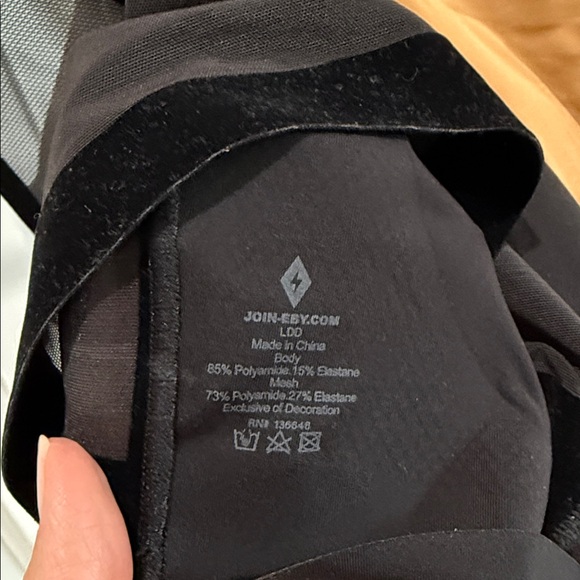 JOIN-EBY.COM
LDD
Made in China
Body
85% Polyamide.15% Elastane
Mesh
73% Polyamide.27% Elastane
Exclusive of Decoration
RN# 136646